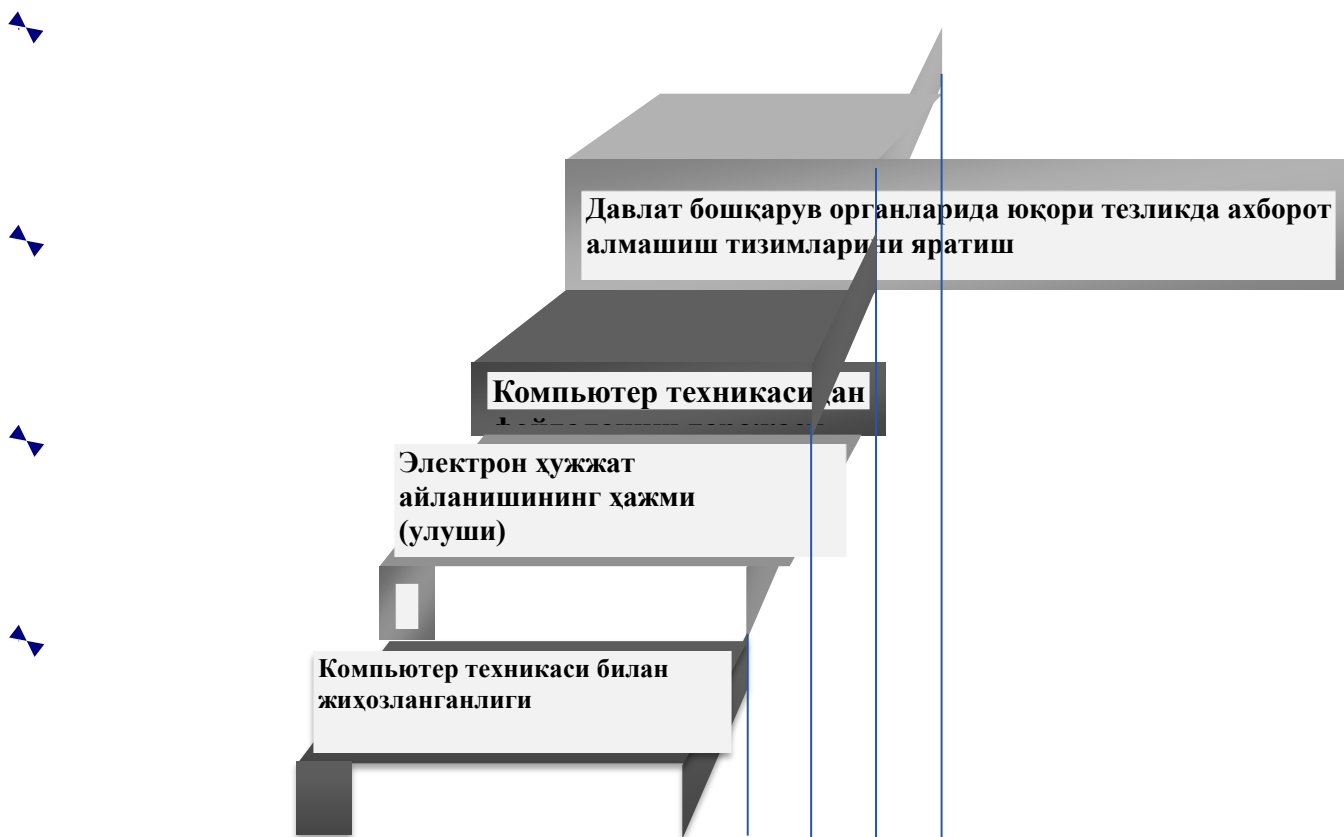 Давлат бошқарув органларида юқори тезликда ахборот
алмашиш тизимларини яратиш
Компьютер техникасидан
Электрон ҳужжат
айланишининг ҳажми
(улуши)
Компьютер техникаси билан
жиҳозланганлиги